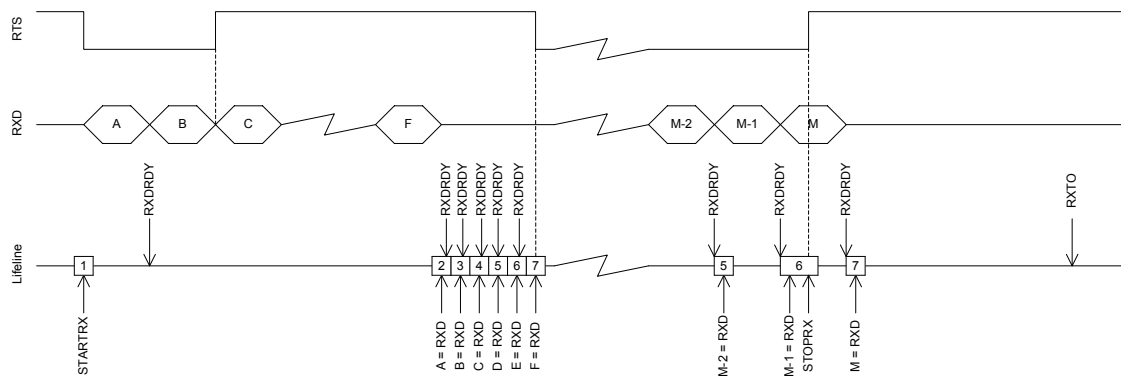 RTS
RXD
A
B
C
F
M-2
M-1
M
Lifeline
RXDRDY
RXDRDY
RXDRDY
RXDRDY
RXDRDY
RXDRDY
RXDRDY
RXDRDY
RXDRDY
RXTO
1
2
3
4
5
6
7
5
6
7
STARTRX
A = RXD
B = RXD
C = RXD
D = RXD
E = RXD
F = RXD
M-2 = RXD
M-1 = RXD
STOPRX
M = RXD